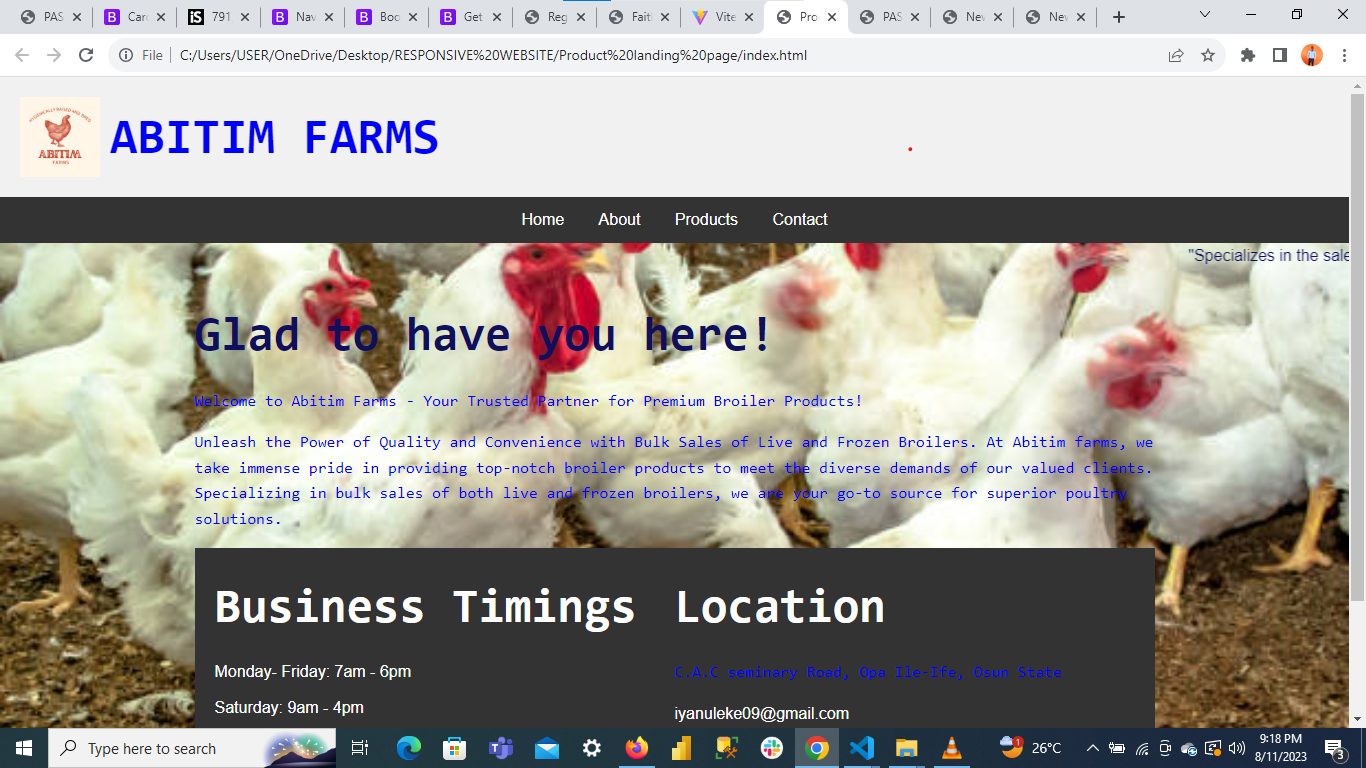 PAS
Card
791
Nav
Boo
Get
Reg
Faith
Vite
Pro
PAS
New
New
File
C:/Users/USER/OneDrive/Desktop/RESPONSIVE%20WEBSITE/Product%20landing%20page/index.html
ABITIM
FARMS
ABITIM FARMS
Home About Products Contact
"Specializes in the sale
Glad to have you here!
Welcome to Abitim Farms - Your Trusted Partner for Premium Broiler Products!
Unleash the Power of Quality and Convenience with Bulk Sales of Live and Frozen Broilers. At Abitim farms, we
take immense pride in providing top-notch broiler products to meet the diverse demands of our valued clients.
Specializing in bulk sales of both live and frozen broilers, we are your go-to source for superior poultry
solutions.
Business Timings
Monday- Friday: 7am - 6pm
Saturday: 9am - 4pm
Location
C.A.C seminary Road, Opa Ile-Ife, Osun State
iyanuleke09@gmail.com
Type here to search
1
26°C
9:18 PM
8/11/2023
3